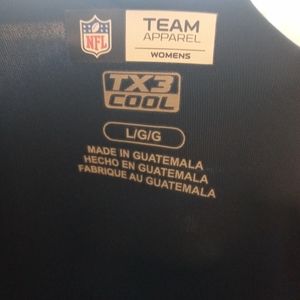 NFL
TEAM
APPAREL
WOMENS
TX3
COOL
L/G/G
MADE IN GUATEMALA
HECHO EN GUATEMALA
FABRIQUE AU GUATEMALA